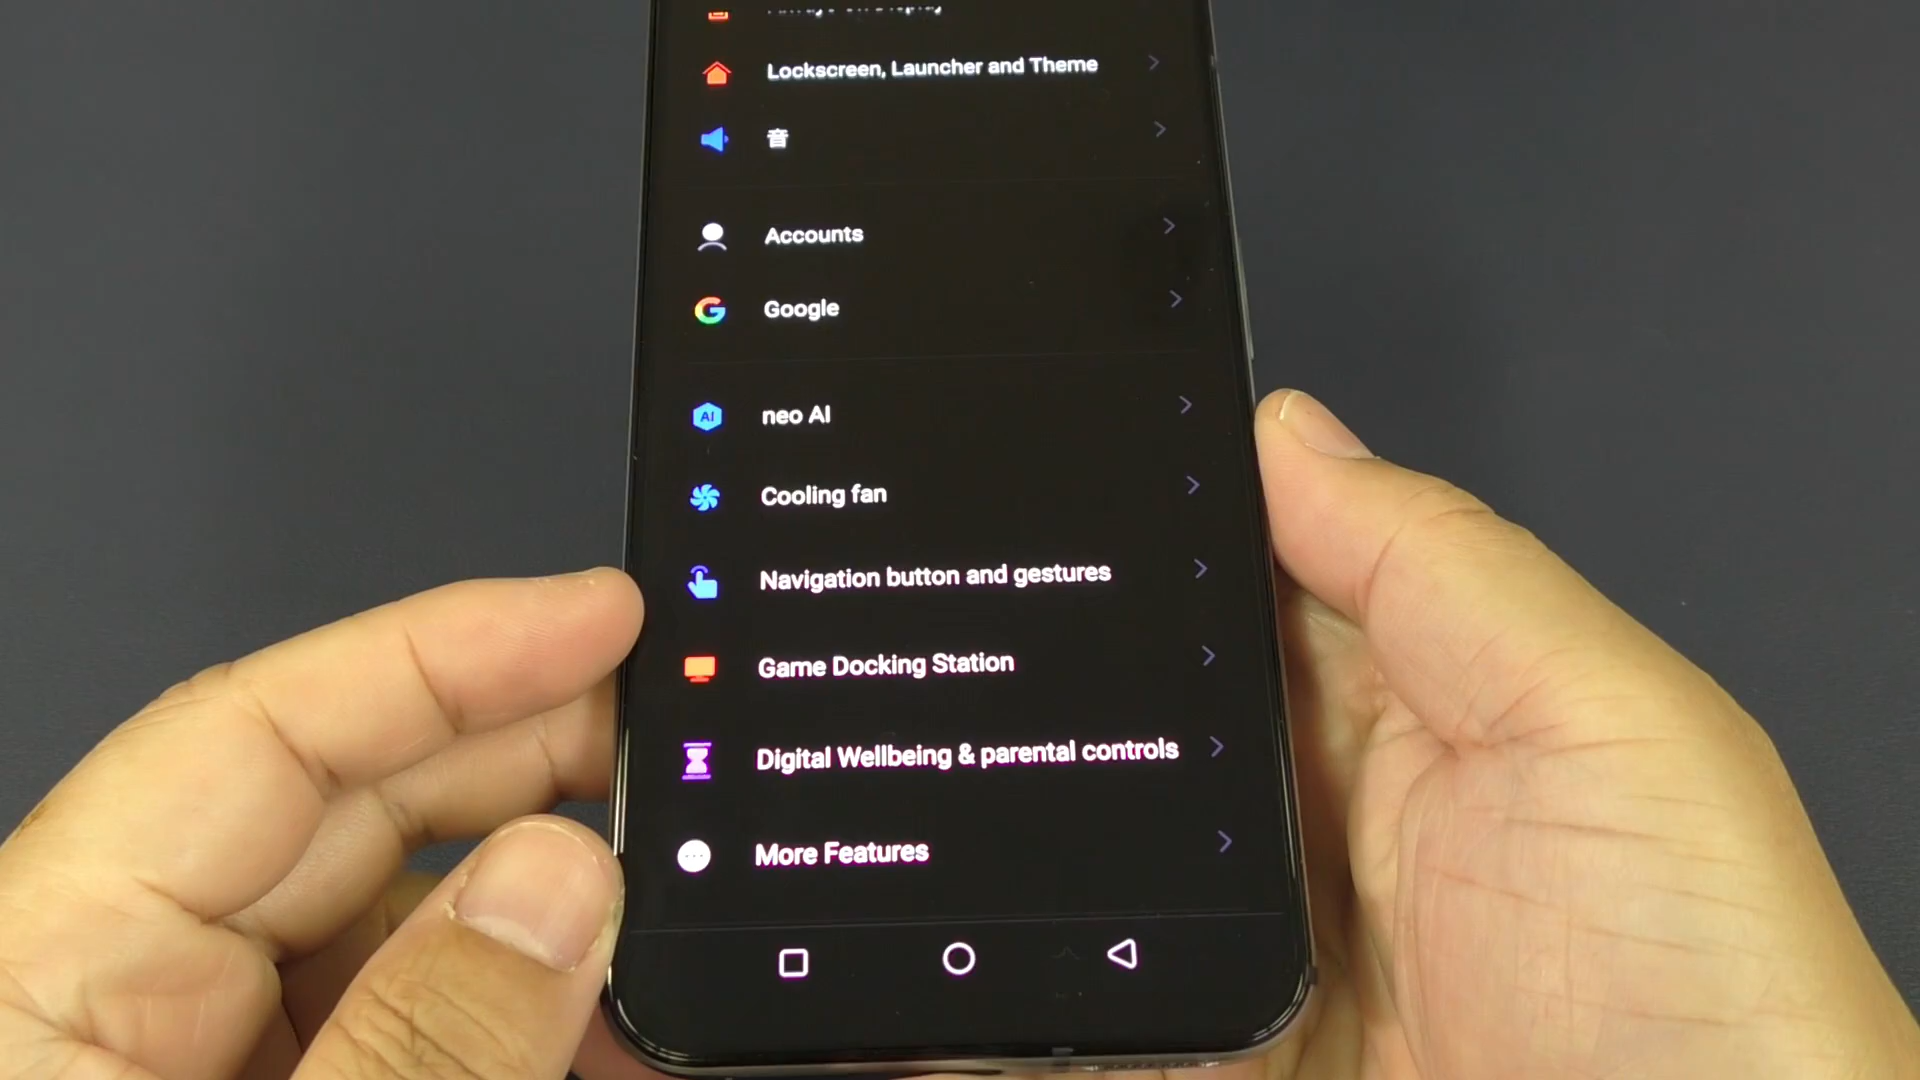 Lockscreen, Launcher and Theme
音
Accounts
Google
AI
neo AI
Cooling fan
Navigation button and gestures
Game Docking Station
Digital Wellbeing & parental controls
More Features